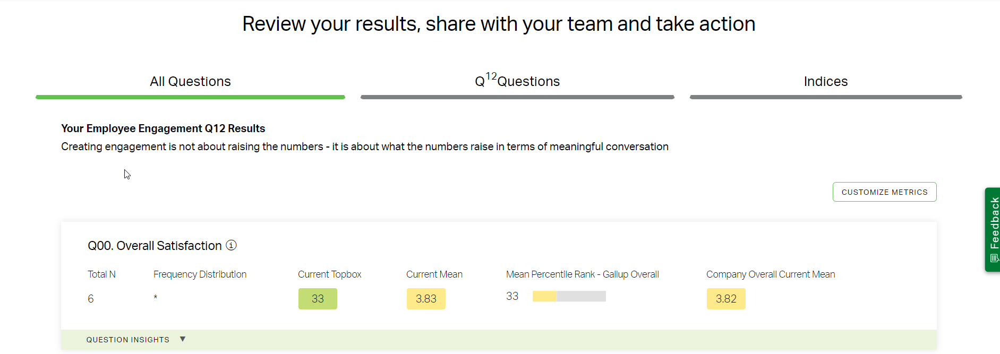 Review your results, share with your team and take action
All Questions
Q12Questions
Indices
Your Employee Engagement Q12 Results
Creating engagement is not about raising the numbers - it is about what the numbers raise in terms of meaningful conversation
CUSTOMIZE METRICS
Feedback
Q00. Overall Satisfaction
Total N Frequency Distribution Current Topbox Current Mean Mean Percentile Rank - Gallup Overall Company Overall Current Mean
6 * 33 3.83 33 3.82
QUESTION INSIGHTS